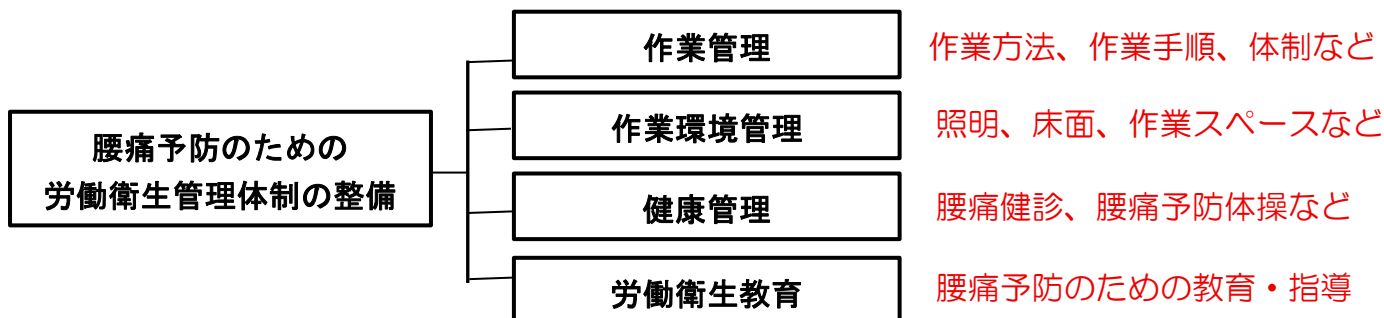 腰痛予防のための
労働衛生管理体制の整備
作業管理
作業方法、作業手順、体制など
作業環境管理
照明、床面、作業スペースなど
健康管理
腰痛健診、腰痛予防体操など
労働衛生教育
腰痛予防のための教育・指導